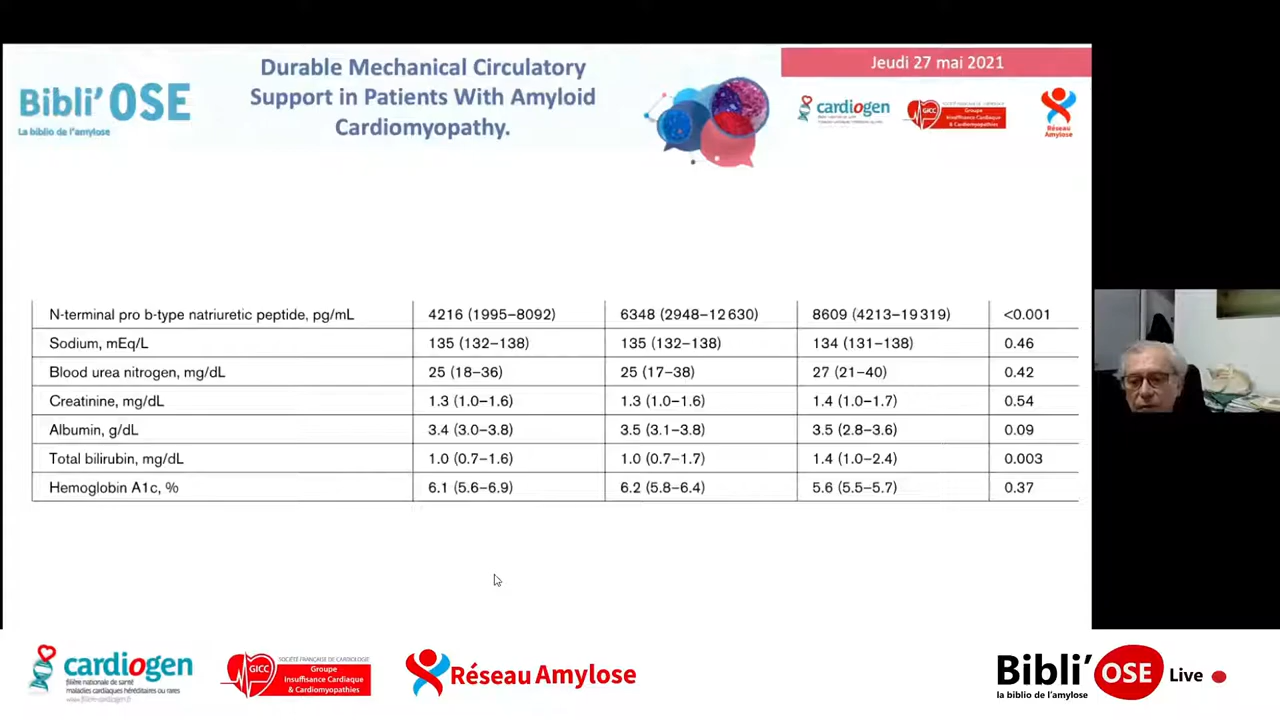 Bibli'OSE
La biblio de l'amylose
Durable Mechanical Circulatory
Support in Patients With Amyloid
Cardiomyopathy.
Jeudi 27 mai 2021
cardiogen
GICC
Groupe
Insuffisance Cardiaque
& Cardiomyopathies
Réseau
Amylose
N-terminal pro b-type natriuretic peptide, pg/mL 4216 (1995–8092) 6348 (2948–12 630) 8609 (4213–19 319) <0.001
Sodium, mEq/L 135 (132–138) 135 (132–138) 134 (131–138) 0.46
Blood urea nitrogen, mg/dL 25 (18–36) 25 (17–38) 27 (21–40) 0.42
Creatinine, mg/dL 1.3 (1.0–1.6) 1.3 (1.0–1.6) 1.4 (1.0–1.7) 0.54
Albumin, g/dL 3.4 (3.0–3.8) 3.5 (3.1–3.8) 3.5 (2.8–3.6) 0.09
Total bilirubin, mg/dL 1.0 (0.7–1.6) 1.0 (0.7–1.7) 1.4 (1.0–2.4) 0.003
Hemoglobin A1c, % 6.1 (5.6–6.9) 6.2 (5.8–6.4) 5.6 (5.5–5.7) 0.37
cardiogen
filière nationale de santé
maladies cardiaques héréditaires ou rares
www.filiere-cardiogen.fr
SOCIÉTÉ FRANÇAISE DE CARDIOLOGIE
GICC
Groupe
Insuffisance Cardiaque
& Cardiomyopathies
Réseau Amylose
Bibli'OSE Live
la biblio de l'amylose